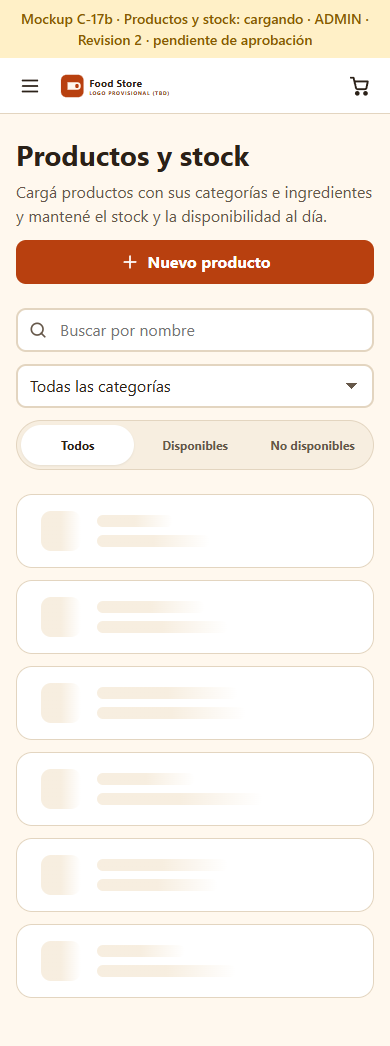 Mockup C-17b · Productos y stock: cargando · ADMIN ·
Revision 2 · pendiente de aprobación
Food Store
LOGO PROVISIONAL (TBD)
Productos y stock
Cargá productos con sus categorías e ingredientes
y mantené el stock y la disponibilidad al día.
Nuevo producto
Buscar por nombre
Todas las categorías
Todos Disponibles No disponibles